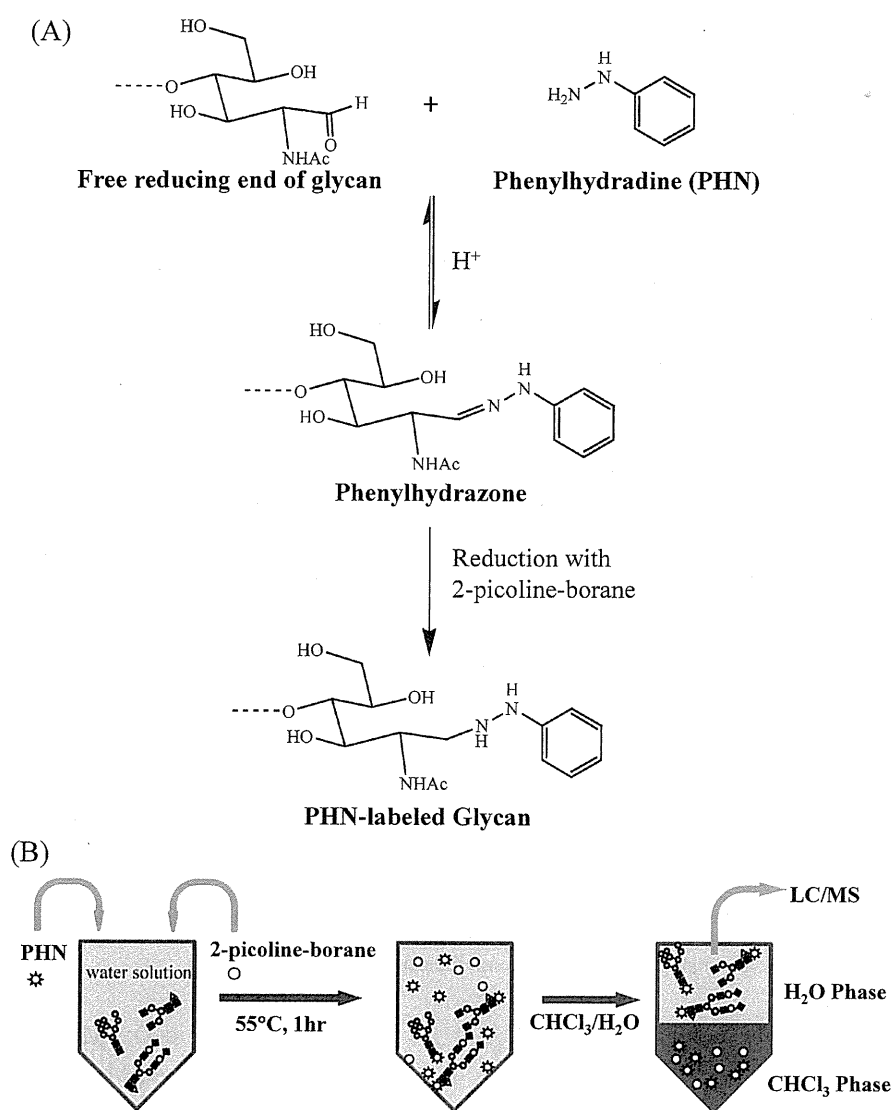 (A)
HO
OH
O
HO
NHAc
H
O
+
H
N
H₂N
Free reducing end of glycan
Phenylhydradine (PHN)
H⁺
HO
OH
O
HO
N
H
N
NHAc
Phenylhydrazone
Reduction with
2-picoline-borane
HO
OH
O
HO
N
H
H
N
NHAc
PHN-labeled Glycan
(B)
PHN
water solution
2-picoline-borane
55°C, 1hr
CHCl₃/H₂O
LC/MS
H₂O Phase
CHCl₃ Phase